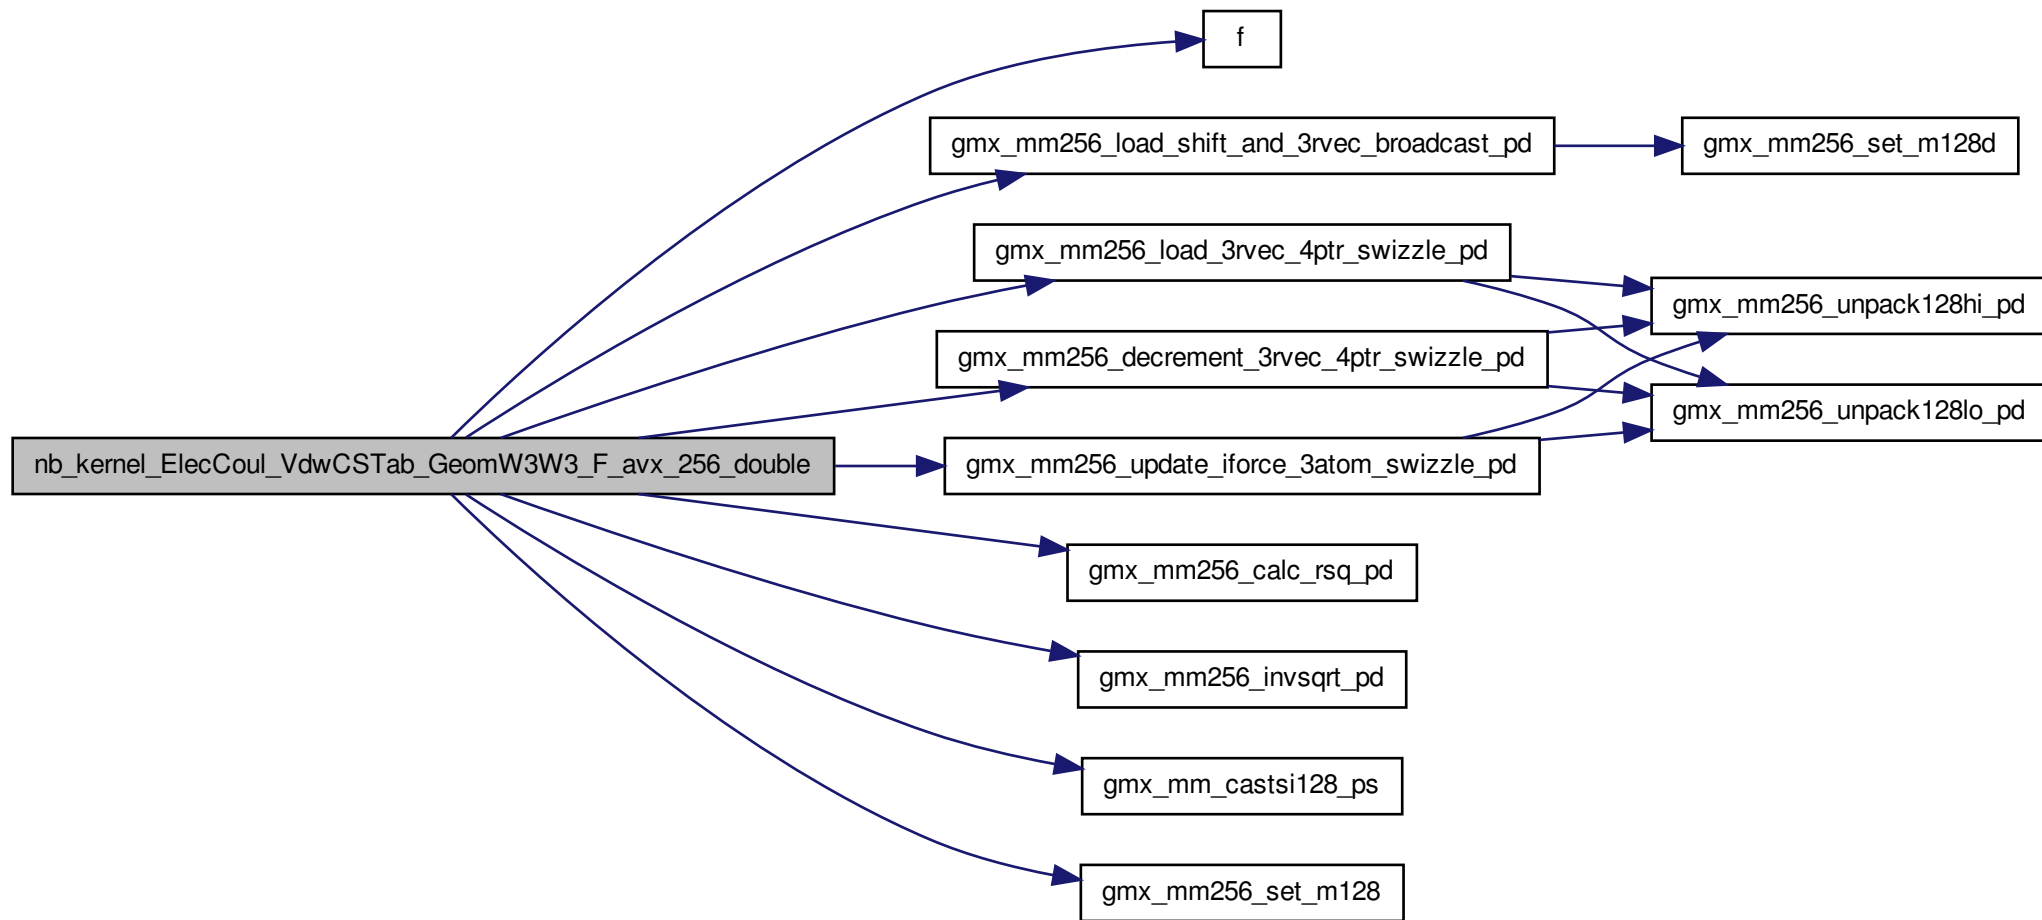 f
gmx_mm256_load_shift_and_3rvec_broadcast_pd
gmx_mm256_set_m128d
gmx_mm256_load_3rvec_4ptr_swizzle_pd
gmx_mm256_unpack128hi_pd
gmx_mm256_decrement_3rvec_4ptr_swizzle_pd
gmx_mm256_unpack128lo_pd
nb_kernel_ElecCoul_VdwCSTab_GeomW3W3_F_avx_256_double
gmx_mm256_update_iforce_3atom_swizzle_pd
gmx_mm256_calc_rsq_pd
gmx_mm256_invsqrt_pd
gmx_mm_castsi128_ps
gmx_mm256_set_m128